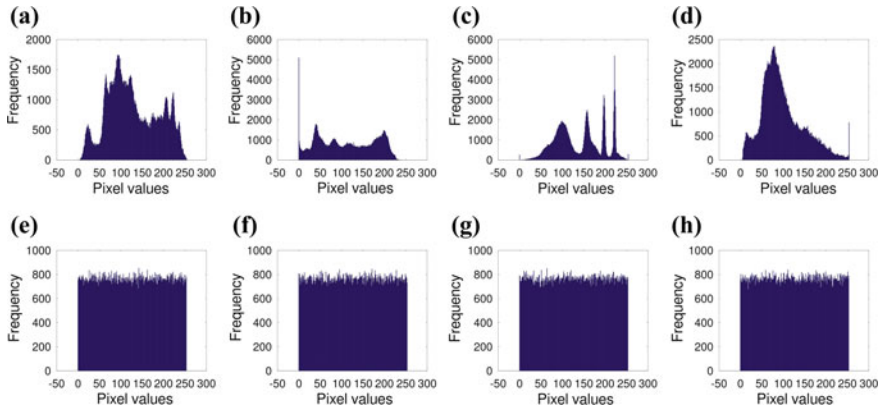 (a) (b) (c) (d)
2000 6000 6000 2500
5000 5000 2000
1500 4000 4000 1500
1000 3000 3000 1000
2000 2000
500 1000 1000 500
0 0 0 0
Frequency Frequency Frequency Frequency
-50 0 50 100 150 200 250 300 -50 0 50 100 150 200 250 300 -50 0 50 100 150 200 250 300 -50 0 50 100 150 200 250 300
Pixel values Pixel values Pixel values Pixel values
(e) (f) (g) (h)
1000 1000 1000 1000
800 800 800 800
600 600 600 600
400 400 400 400
200 200 200 200
0 0 0 0
Frequency Frequency Frequency Frequency
-50 0 50 100 150 200 250 300 -50 0 50 100 150 200 250 300 -50 0 50 100 150 200 250 300 -50 0 50 100 150 200 250 300
Pixel values Pixel values Pixel values Pixel values